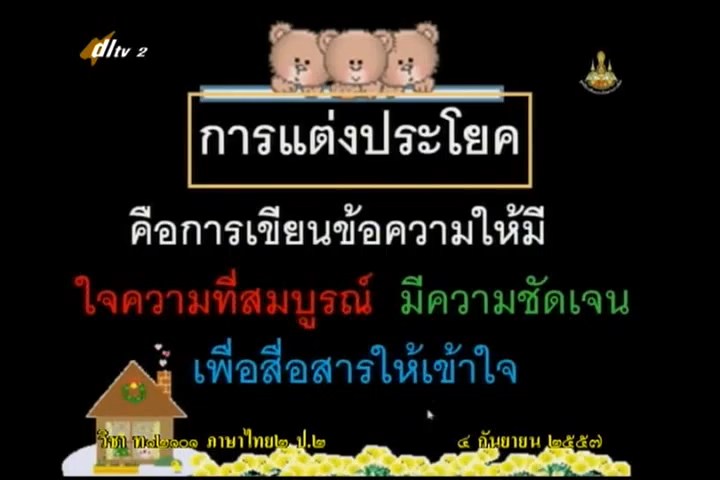 dltv 2
การแต่งประโยค
คือการเขียนข้อความให้มี
ใจความที่สมบูรณ์ มีความชัดเจน
เพื่อสื่อสารให้เข้าใจ
วิชา ท๑๒๑๐๑ ภาษาไทย๒ ป.๒ ๔ กันยายน ๒๕๕๗